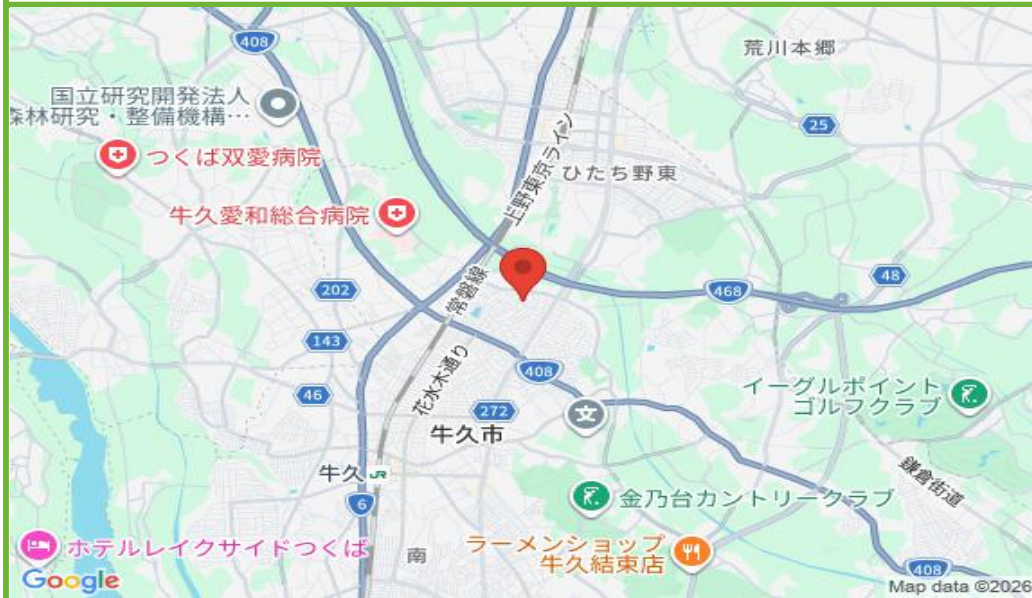 408
荒川本郷
国立研究開発法人
森林研究・整備機構…
25
つくば双愛病院
上野東京ライン
ひたち野東
牛久愛和総合病院
常磐線
202
468
48
143
花水木通り
408
46
272
イーグルポイント
ゴルフクラブ
牛久市
牛久 JR
鎌倉街道
6
金乃台カントリークラブ
ホテルレイクサイドつくば
南
ラーメンショップ
牛久結束店
408
Google
Map data ©2026